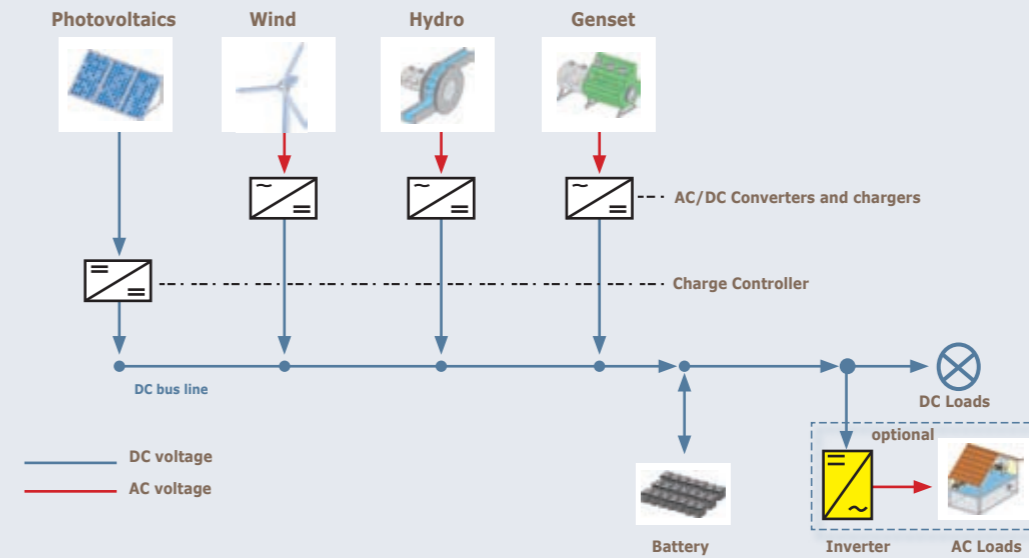 Photovoltaics Wind Hydro Genset
AC/DC Converters and chargers
Charge Controller
DC bus line
DC Loads
optional
DC voltage
AC voltage
Battery Inverter AC Loads